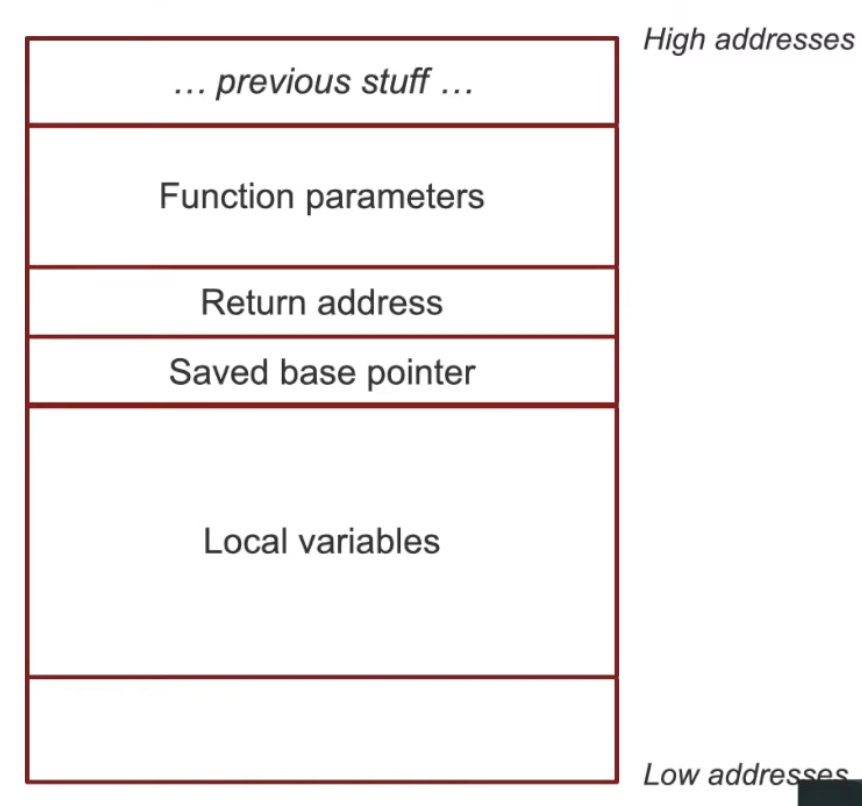 High addresses
… previous stuff …
Function parameters
Return address
Saved base pointer
Local variables
Low addresses